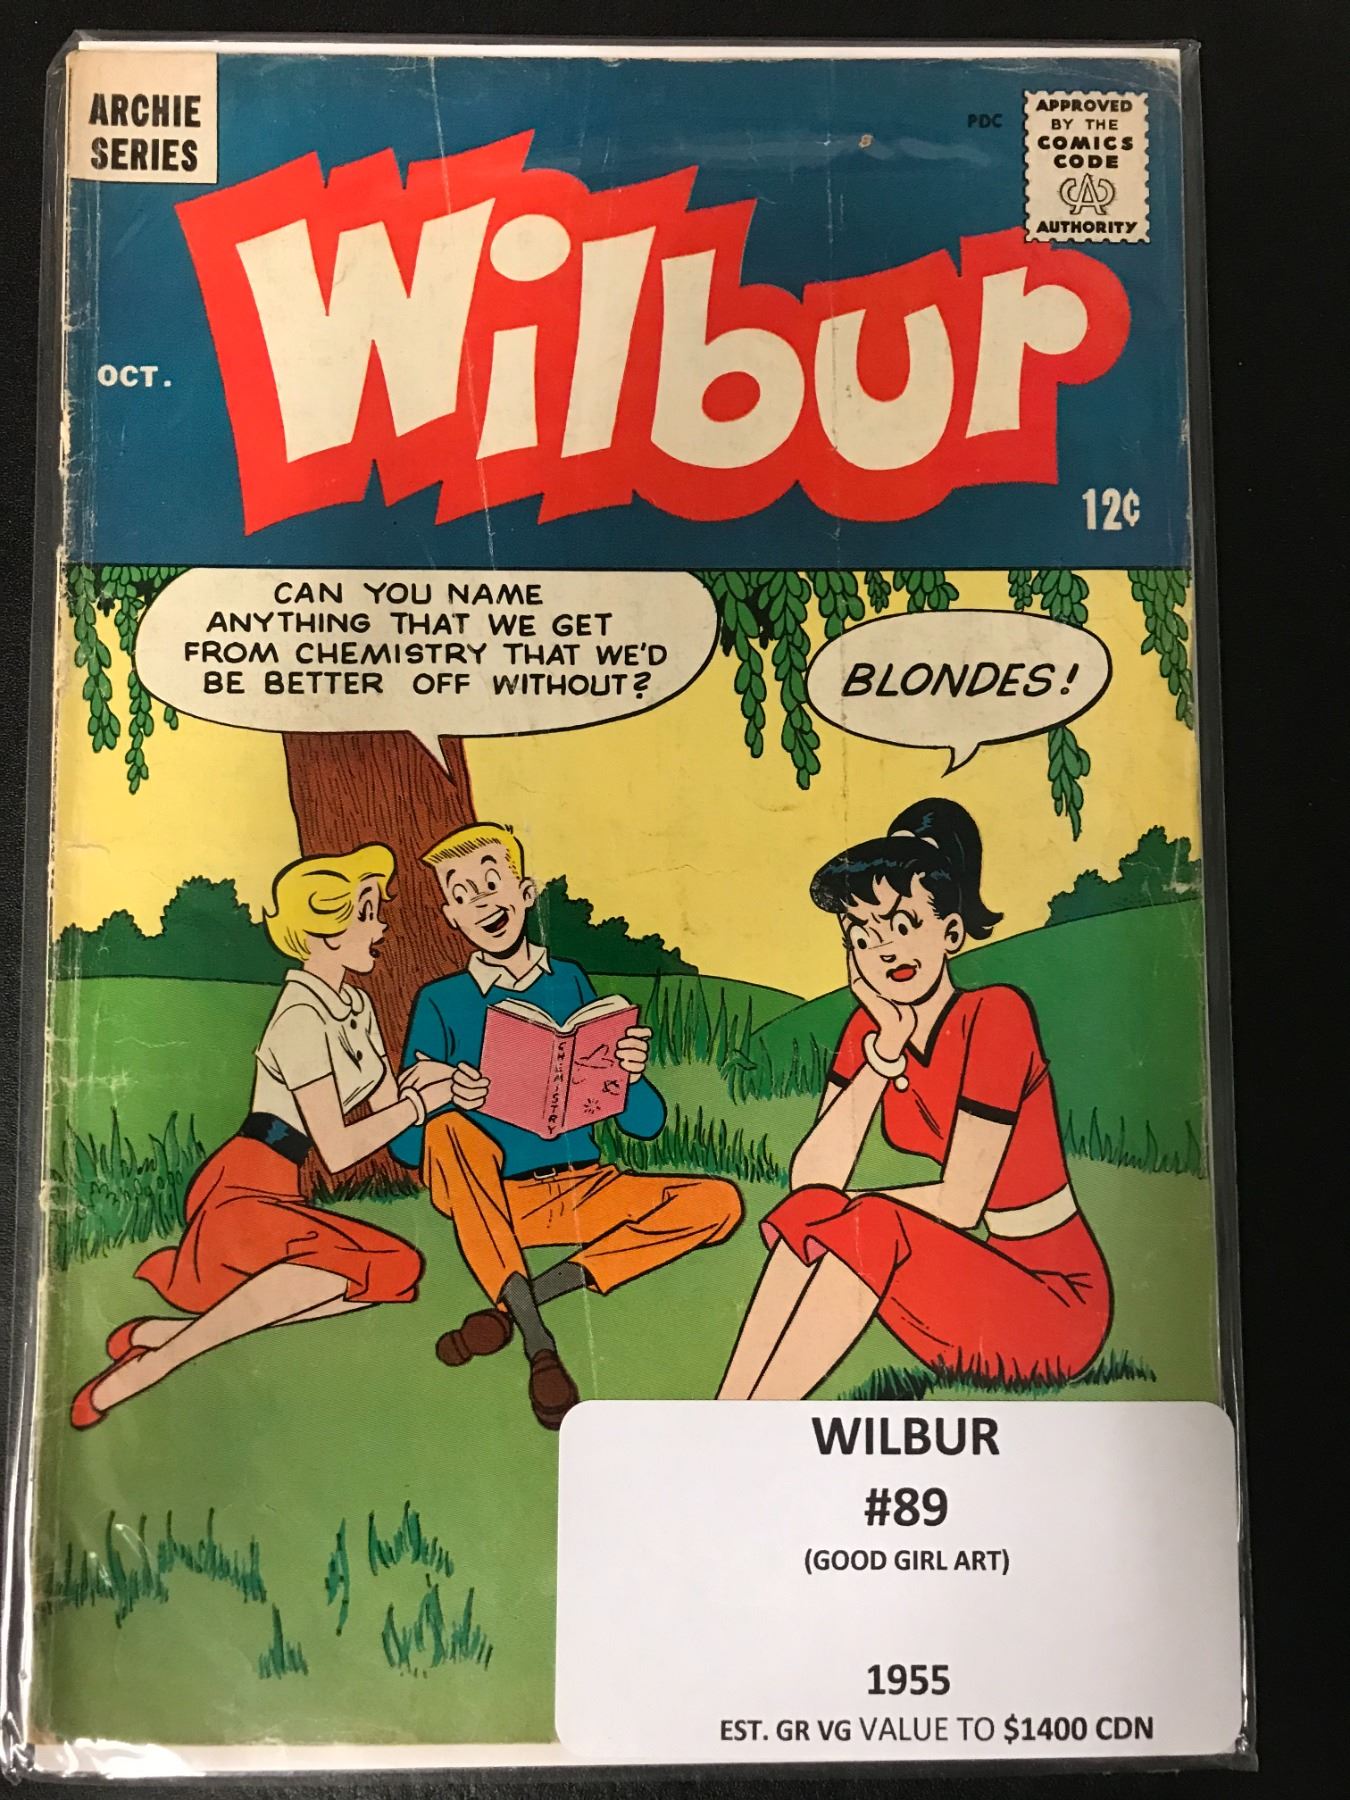 ARCHIE
SERIES
PDC
APPROVED
BY THE
COMICS
CODE
CA
AUTHORITY
Wilbur
OCT.
12¢
CAN YOU NAME
ANYTHING THAT WE GET
FROM CHEMISTRY THAT WE'D
BE BETTER OFF WITHOUT?
BLONDES!
CHEMISTRY
WILBUR
#89
(GOOD GIRL ART)
1955
EST. GR VG VALUE TO $1400 CDN